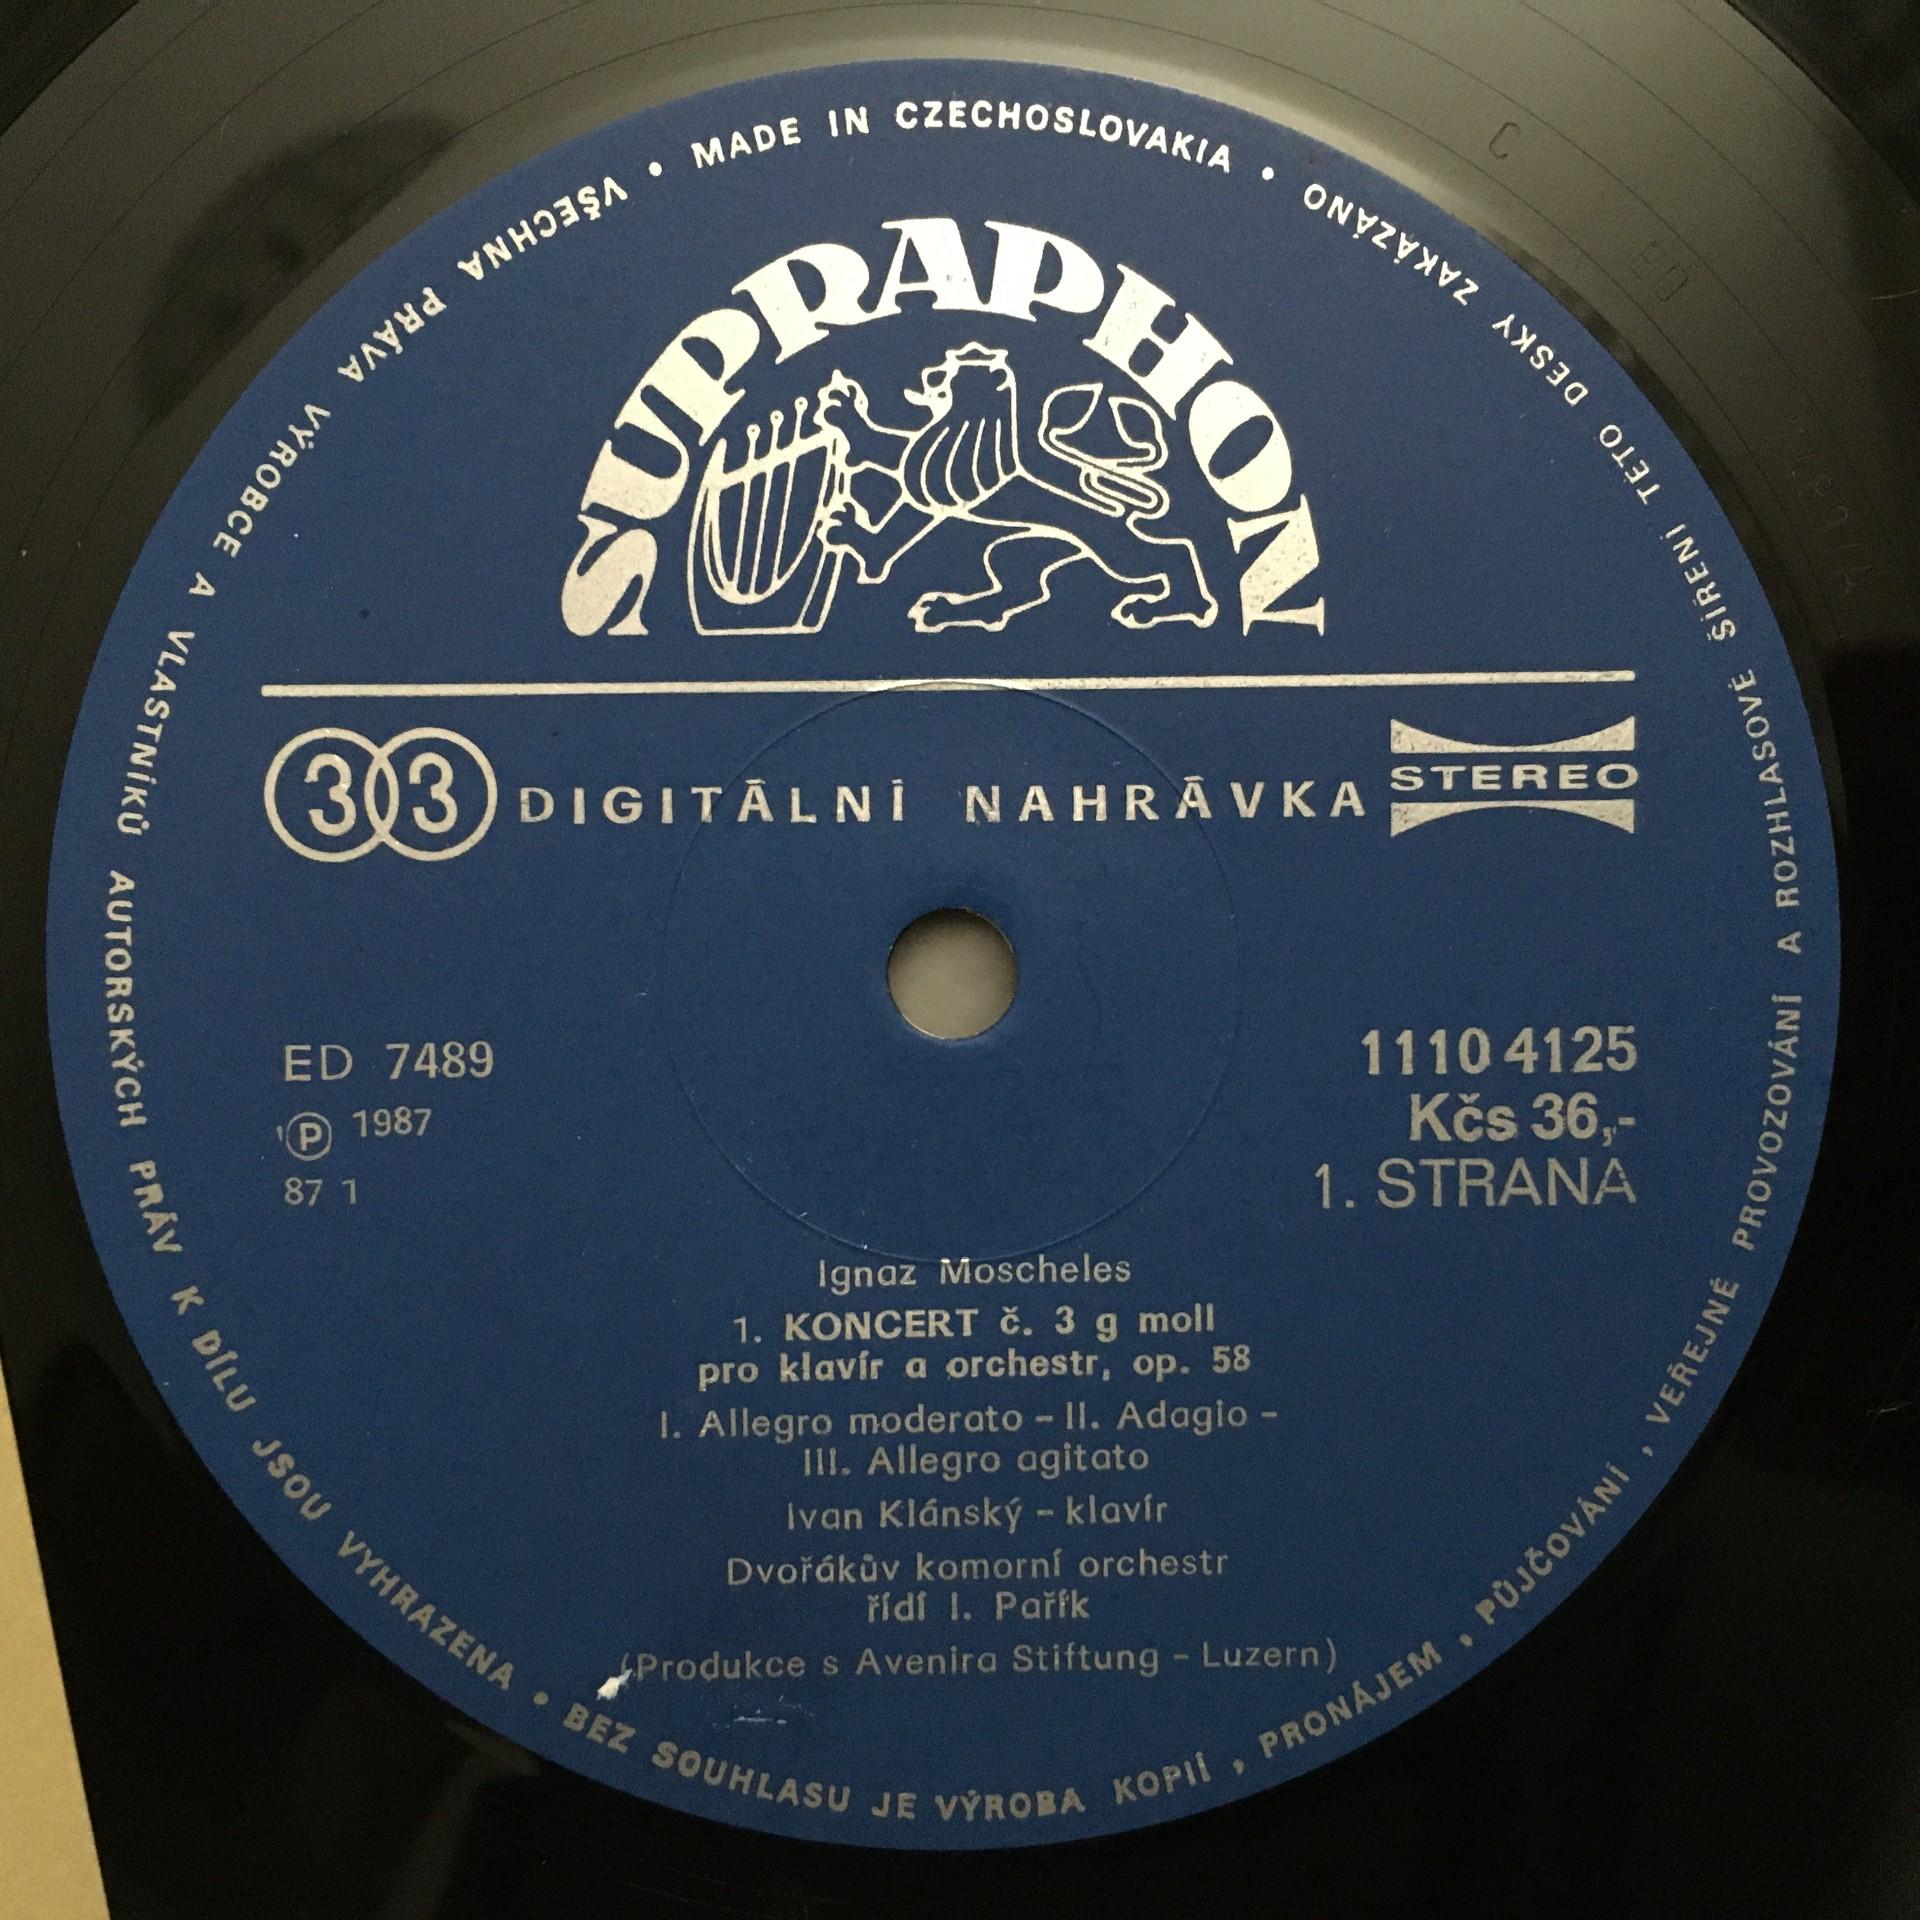 • MADE IN CZECHOSLOVAKIA •
VŠECHNA PRÁVA VÝROBCE A VLASTNÍKŮ AUTORSKÝCH PRÁV K DÍLU JSOU VYHRAZENA • BEZ SOUHLASU JE VÝROBA KOPIÍ , PRONÁJEM , PŮJČOVÁNÍ , VEŘEJNÉ PROVOZOVÁNÍ A ROZHLASOVÉ ŠÍŘENÍ TÉTO DESKY ZAKÁZÁNO
SUPRAPHON
33 DIGITÁLNÍ NAHRÁVKA STEREO
ED 7489
Ⓟ 1987
87 1
1110 4125
Kčs 36,-
1. STRANA
Ignaz Moscheles
1. KONCERT č. 3 g moll
pro klavír a orchestr, op. 58
I. Allegro moderato – II. Adagio –
III. Allegro agitato
Ivan Klánský – klavír
Dvořákův komorní orchestr
řídí I. Pařík
(Produkce s Avenira Stiftung – Luzern)